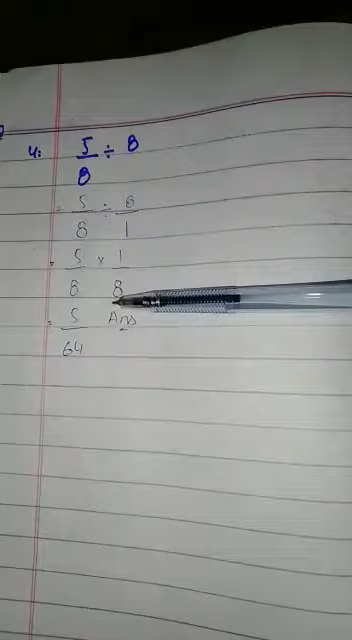 4: 5/8 ÷ 8
= 5/8 ÷ 8/1
= 5/8 × 1/8
= 5/64 Ans